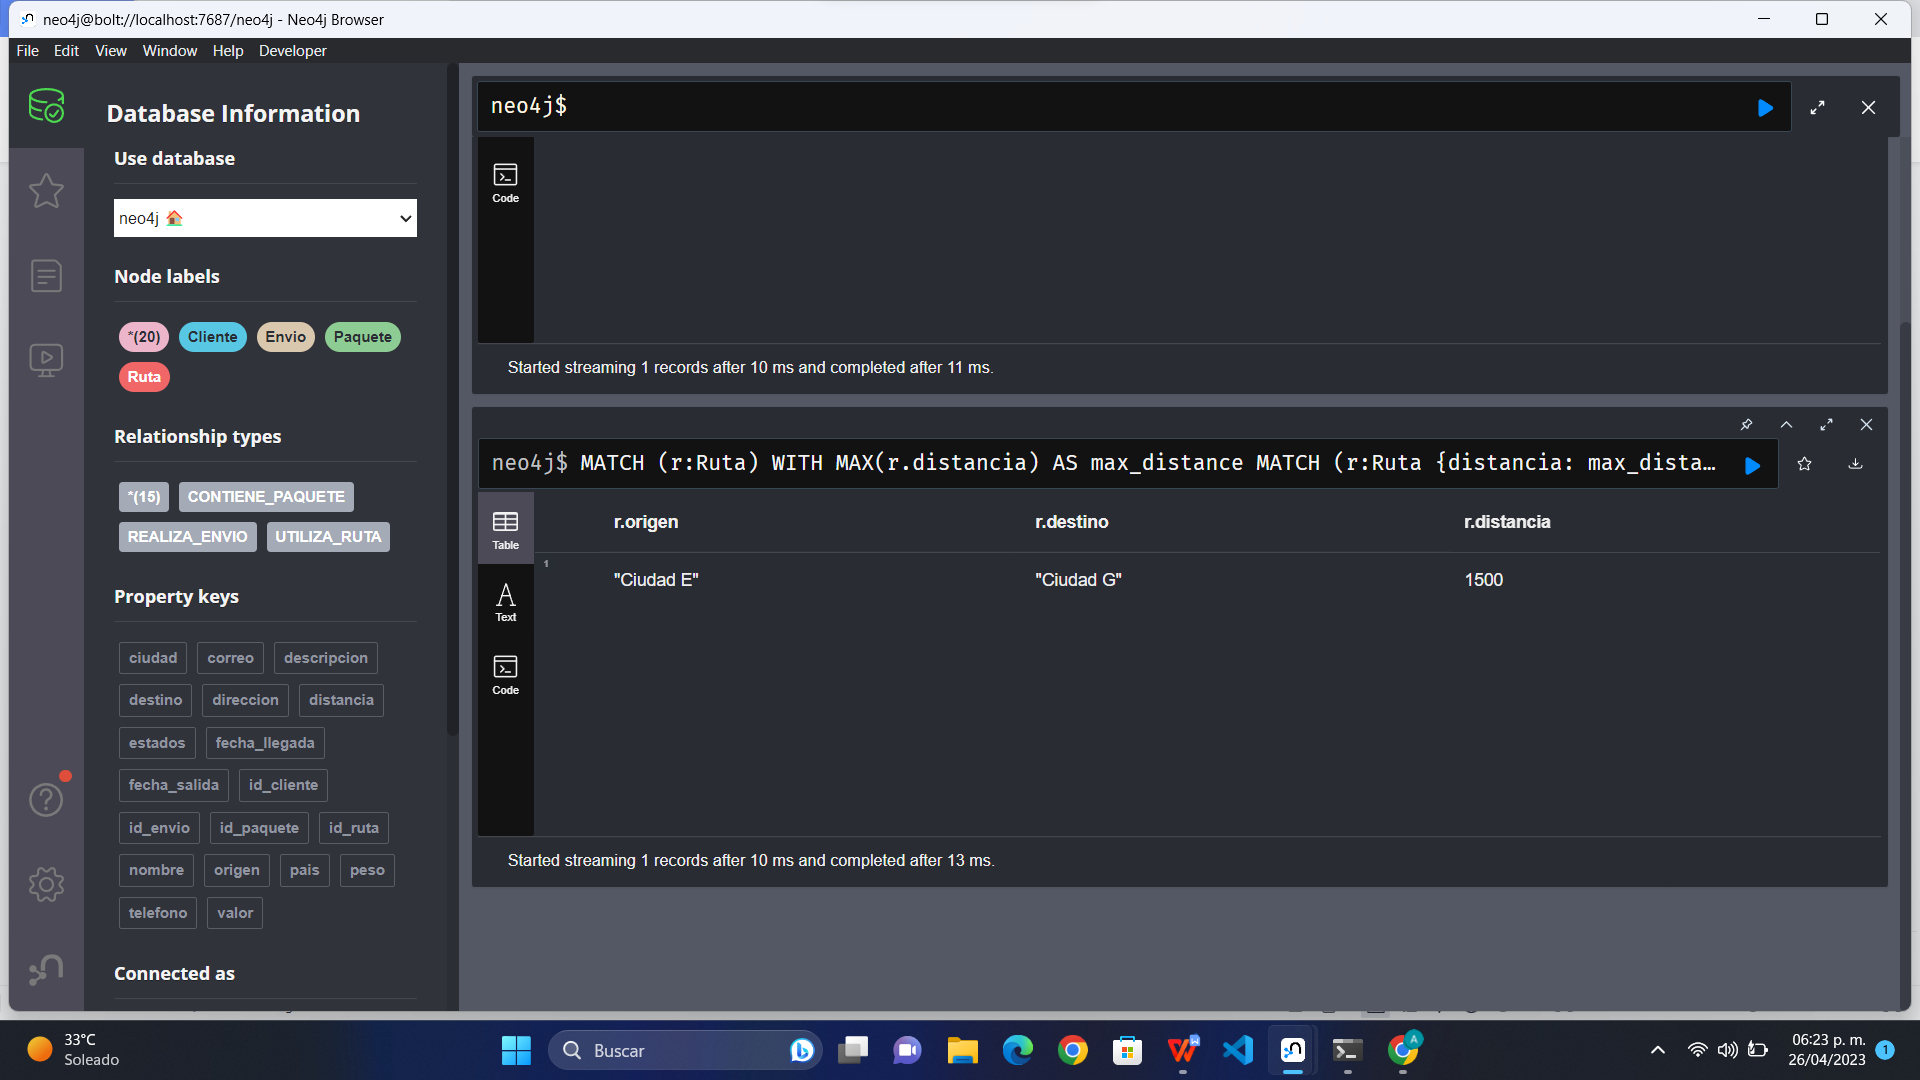 neo4j@bolt://localhost:7687/neo4j - Neo4j Browser
File Edit View Window Help Developer
Database Information
Use database
neo4j
Node labels
*(20) Cliente Envio Paquete
Ruta
Relationship types
*(15) CONTIENE_PAQUETE
REALIZA_ENVIO UTILIZA_RUTA
Property keys
ciudad correo descripcion
destino direccion distancia
estados fecha_llegada
fecha_salida id_cliente
id_envio id_paquete id_ruta
nombre origen pais peso
telefono valor
Connected as
neo4j$
Code
Started streaming 1 records after 10 ms and completed after 11 ms.
neo4j$ MATCH (r:Ruta) WITH MAX(r.distancia) AS max_distance MATCH (r:Ruta {distancia: max_dista…
Table
Text
Code
r.origen r.destino r.distancia
1 "Ciudad E" "Ciudad G" 1500
Started streaming 1 records after 10 ms and completed after 13 ms.
33°C
Soleado
Buscar
A
06:23 p. m.
26/04/2023
1